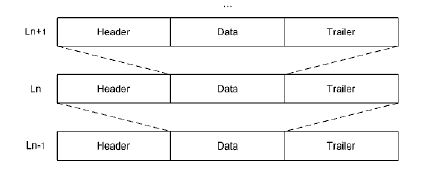 ...
Ln+1 Header Data Trailer
Ln Header Data Trailer
Ln-1 Header Data Trailer